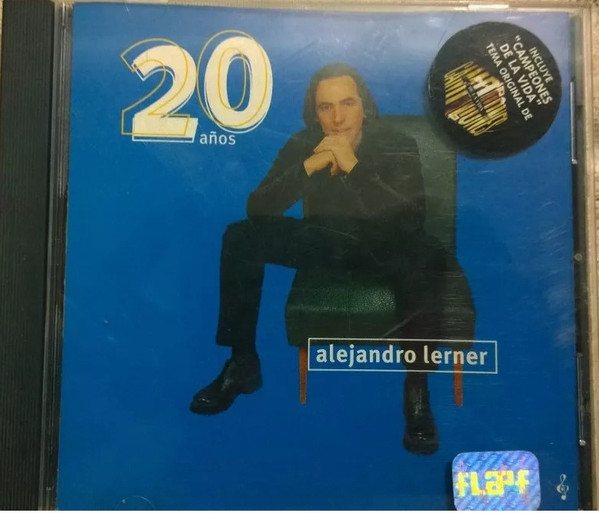 20
años
INCLUYE
"CAMPEONES
DE LA VIDA"
TEMA ORIGINAL DE
alejandro lerner
fLapf